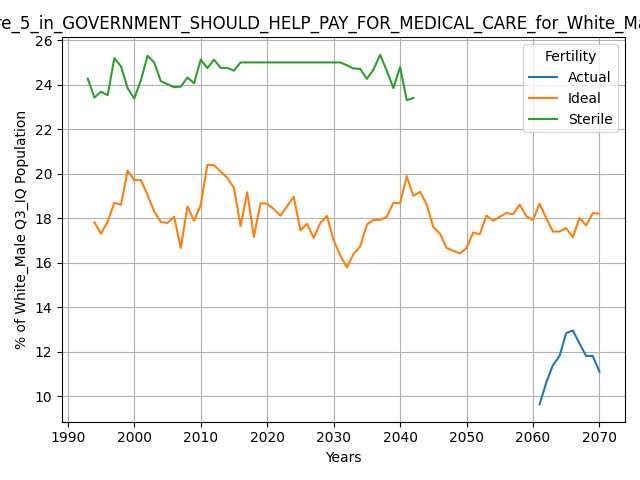 re_5_in_GOVERNMENT_SHOULD_HELP_PAY_FOR_MEDICAL_CARE_for_White_Ma
26
24
22
20
18
16
14
12
10
% of White_Male Q3_IQ Population
Fertility
Actual
Ideal
Sterile
1990 2000 2010 2020 2030 2040 2050 2060 2070
Years